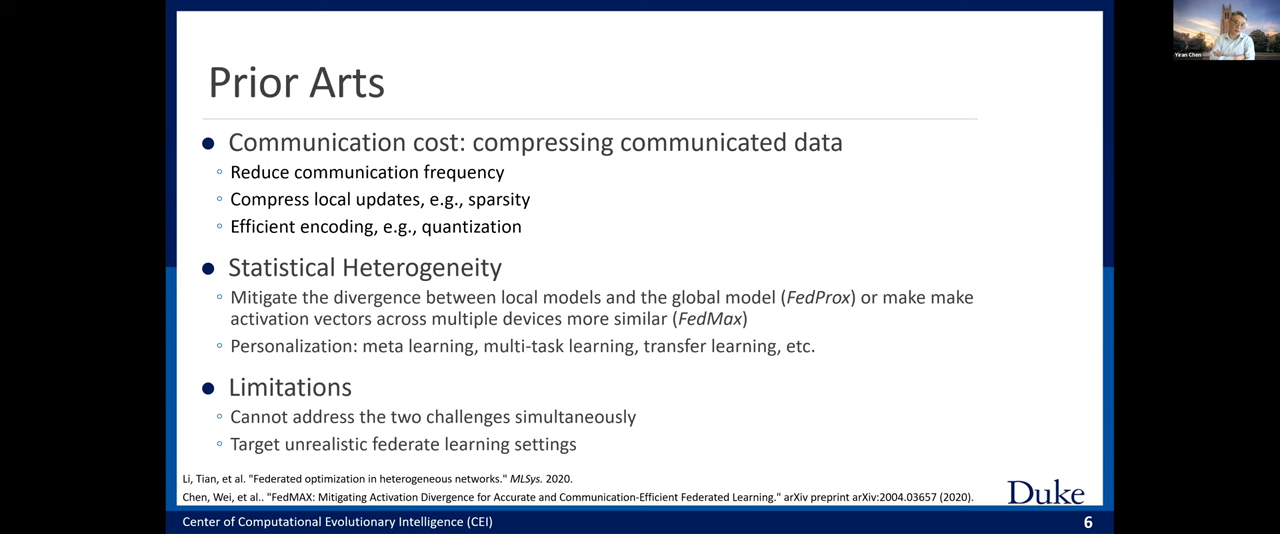 Prior Arts
Communication cost: compressing communicated data
Reduce communication frequency
Compress local updates, e.g., sparsity
Efficient encoding, e.g., quantization
Statistical Heterogeneity
Mitigate the divergence between local models and the global model (FedProx) or make make
activation vectors across multiple devices more similar (FedMax)
Personalization: meta learning, multi-task learning, transfer learning, etc.
Limitations
Cannot address the two challenges simultaneously
Target unrealistic federate learning settings
Li, Tian, et al. "Federated optimization in heterogeneous networks." MLSys. 2020.
Chen, Wei, et al.. "FedMAX: Mitigating Activation Divergence for Accurate and Communication-Efficient Federated Learning." arXiv preprint arXiv:2004.03657 (2020).
Duke
Center of Computational Evolutionary Intelligence (CEI)
6
Yiran Chen